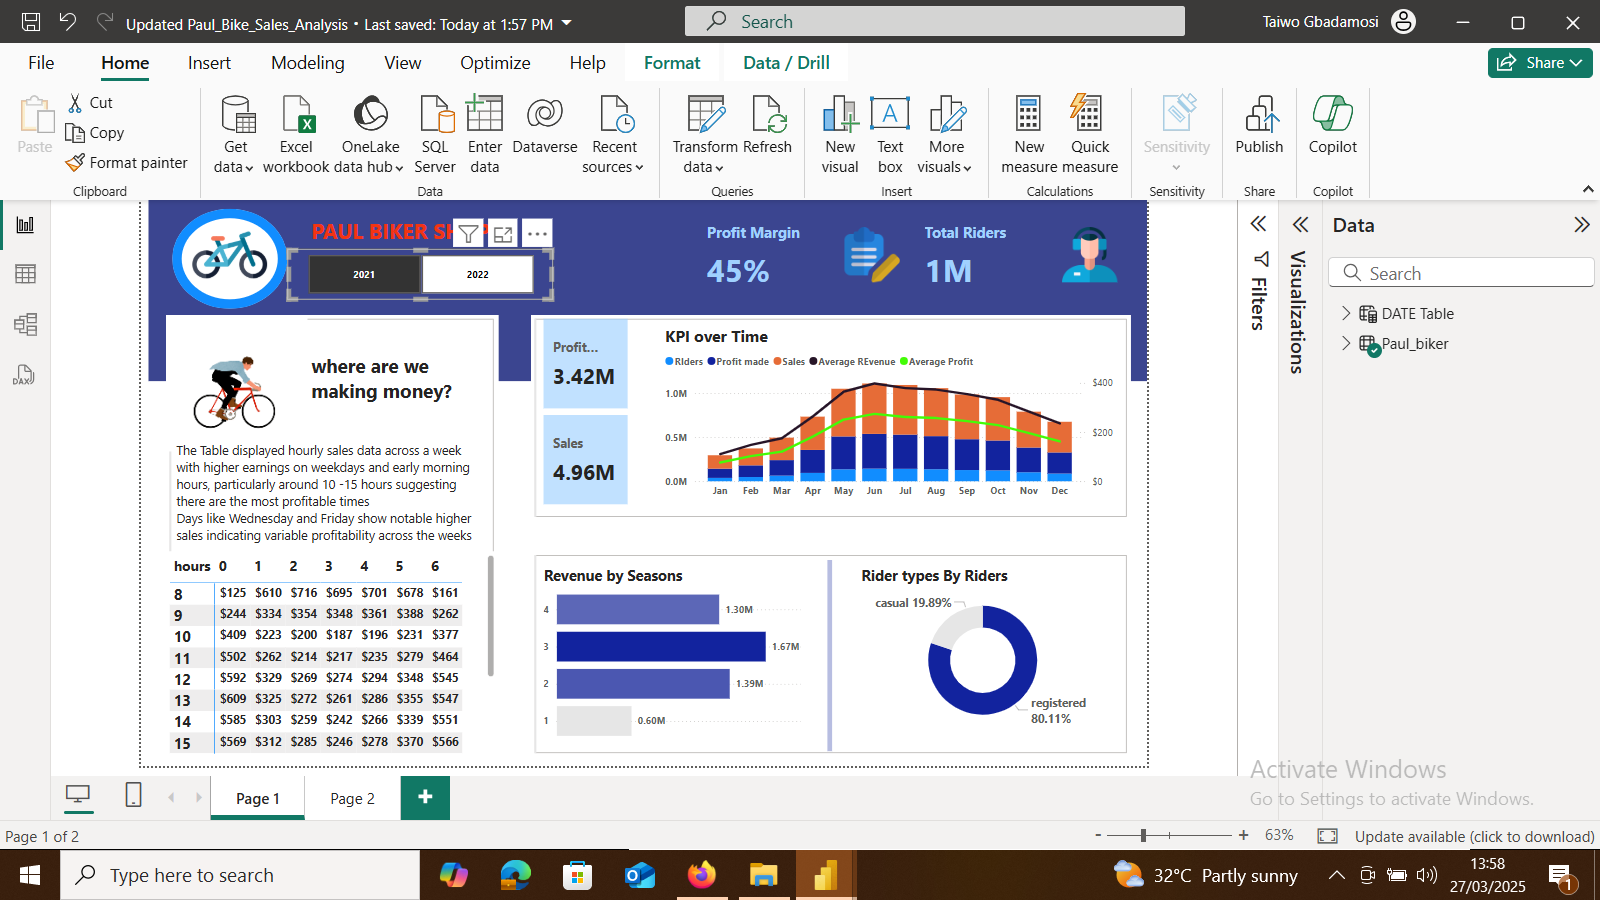 Updated Paul_Bike_Sales_Analysis • Last saved: Today at 1:57 PM
Search
Taiwo Gbadamosi
File Home Insert Modeling View Optimize Help Format Data / Drill
Share
Paste
Cut
Copy
Format painter
Clipboard
Get data
Excel workbook
OneLake data hub
SQL Server
Enter data
Dataverse
Recent sources
Data
Transform data
Refresh
Queries
New visual
Text box
More visuals
Insert
New measure
Quick measure
Calculations
Sensitivity
Sensitivity
Publish
Share
Copilot
Copilot
PAUL BIKER
2021 2022
Profit Margin
45%
Total Riders
1M
where are we
making money?
The Table displayed hourly sales data across a week
with higher earnings on weekdays and early morning
hours, particularly around 10 -15 hours suggesting
there are the most profitable times
Days like Wednesday and Friday show notable higher
sales indicating variable profitability across the weeks
hours 0 1 2 3 4 5 6
8 $125 $610 $716 $695 $701 $678 $161
9 $244 $334 $354 $348 $361 $388 $262
10 $409 $223 $200 $187 $196 $231 $377
11 $502 $262 $214 $217 $235 $279 $464
12 $592 $329 $269 $274 $294 $348 $545
13 $609 $325 $272 $261 $286 $355 $547
14 $585 $303 $259 $242 $266 $339 $551
15 $569 $312 $285 $246 $278 $370 $566
Profit...
3.42M
Sales
4.96M
KPI over Time
RIders Profit made Sales Average REvenue Average Profit
1.0M
0.5M
0.0M
$400
$200
$0
Jan Feb Mar Apr May Jun Jul Aug Sep Oct Nov Dec
Revenue by Seasons
4 1.30M
3 1.67M
2 1.39M
1 0.60M
Rider types By Riders
casual 19.89%
registered
80.11%
Filters
Visualizations
Data
Search
DATE Table
Paul_biker
DAX
Activate Windows
Go to Settings to activate Windows.
Page 1 Page 2 +
Page 1 of 2
- + 63%
Update available (click to download)
Type here to search
32°C Partly sunny
13:58
27/03/2025
1